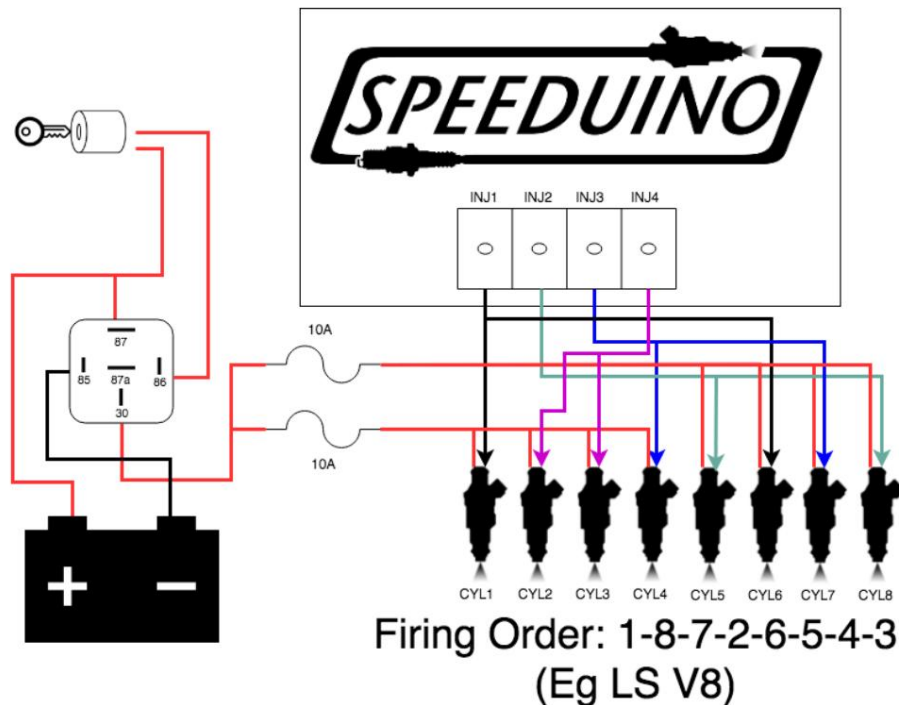 SPEEDUINO
INJ1 INJ2 INJ3 INJ4
10A
87
85 87a 86
30
10A
+ −
CYL1 CYL2 CYL3 CYL4 CYL5 CYL6 CYL7 CYL8
Firing Order: 1-8-7-2-6-5-4-3
(Eg LS V8)